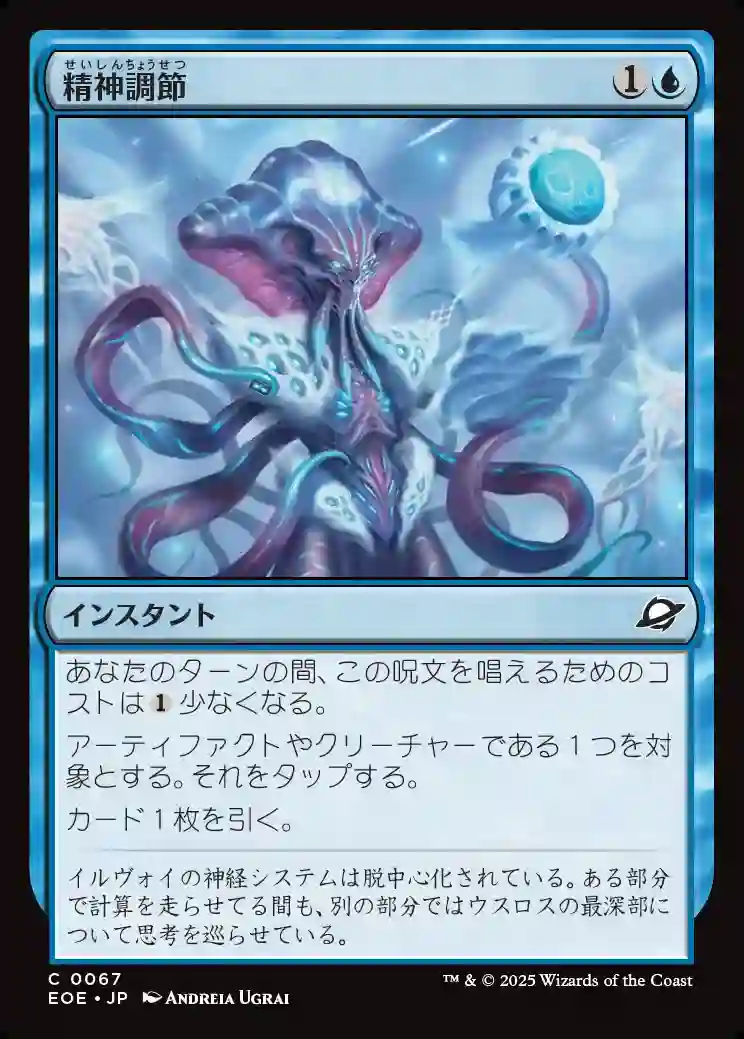 せいしんちょうせつ
精神調節
1
インスタント
あなたのターンの間、この呪文を唱えるためのコ
ストは 1 少なくなる。
アーティファクトやクリーチャーである１つを対
象とする。それをタップする。
カード１枚を引く。
イルヴォイの神経システムは脱中心化されている。ある部分
で計算を走らせてる間も、別の部分ではウスロスの最深部に
ついて思考を巡らせている。
C 0067
EOE • JP ANDREIA UGRAI
™ & © 2025 Wizards of the Coast